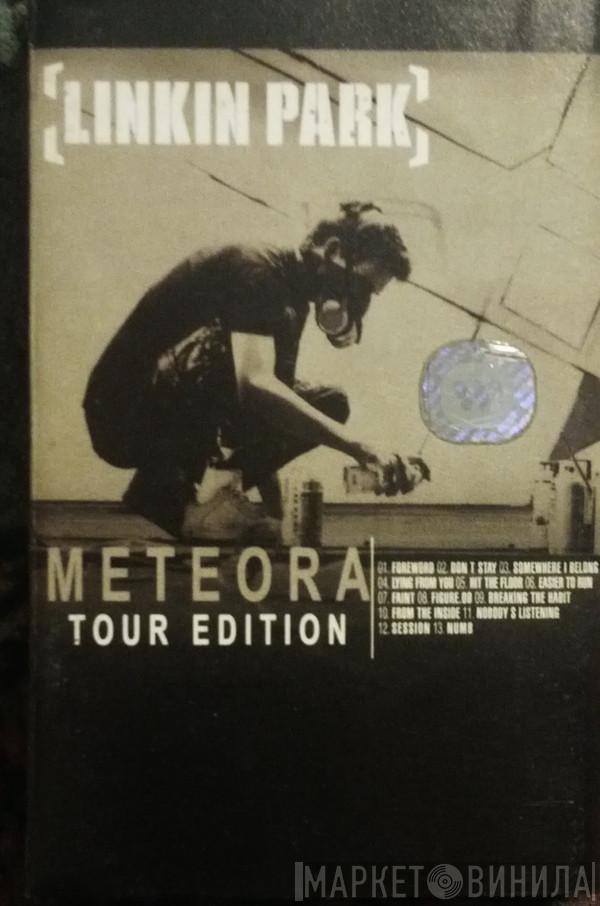 [LINKIN PARK]
METEORA
TOUR EDITION
01. FOREWORD 02. DON T STAY 03. SOMEWHERE I BELONG
04. LYING FROM YOU 05. HIT THE FLOOR 06. EASIER TO RUN
07. FAINT 08. FIGURE.09 09. BREAKING THE HABIT
10. FROM THE INSIDE 11. NOBODY S LISTENING
12. SESSION 13. NUMB
МАРКЕТ ВИНИЛА